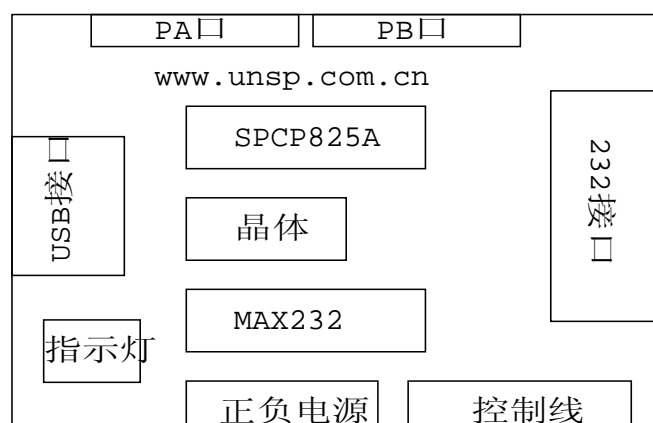 PA口
PB口
www.unsp.com.cn
SPCP825A
USB接口
232接口
晶体
MAX232
指示灯
正负电源
控制线